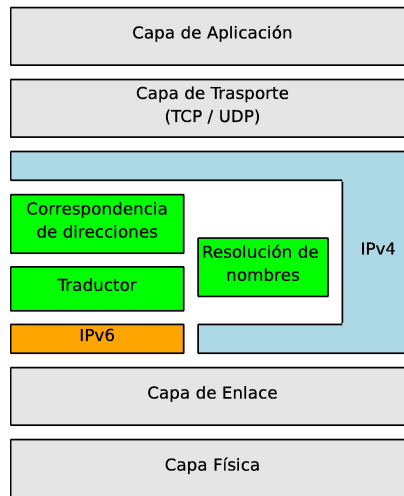 Capa de Aplicación
Capa de Trasporte
(TCP / UDP)
Correspondencia
de direcciones
Resolución de
nombres
IPv4
Traductor
IPv6
Capa de Enlace
Capa Física